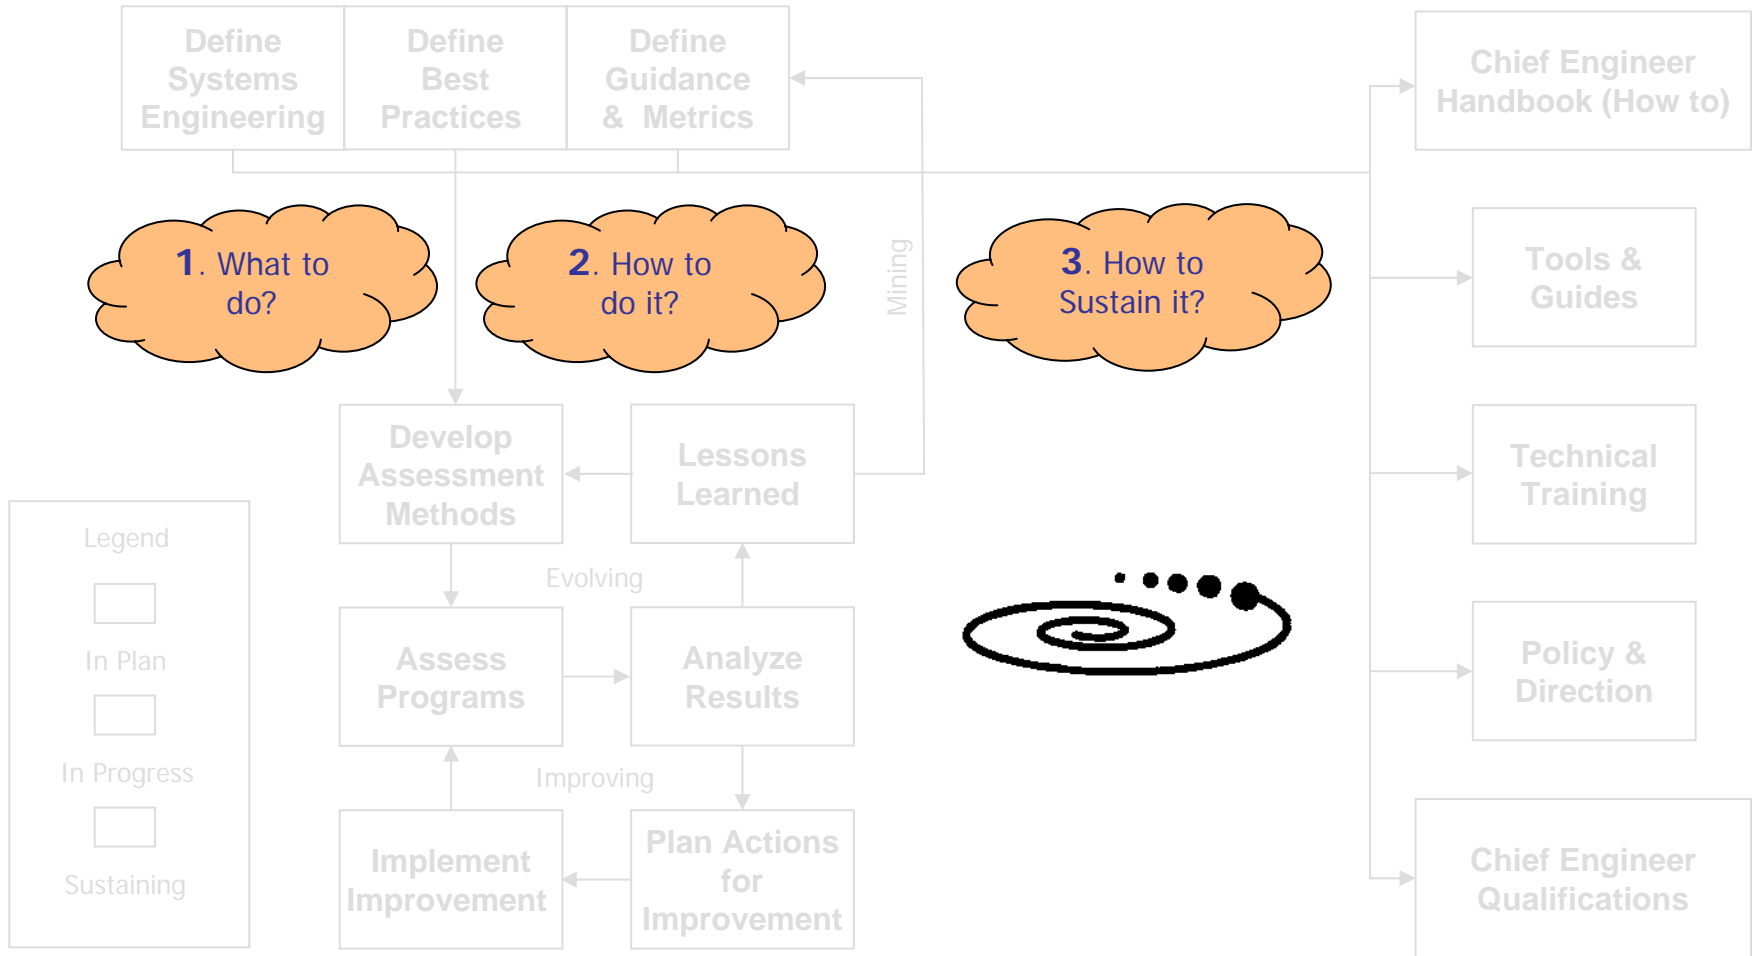 Define
Systems
Engineering
Define
Best
Practices
Define
Guidance
& Metrics
Chief Engineer
Handbook (How to)
1. What to
do?
2. How to
do it?
Mining
3. How to
Sustain it?
Tools &
Guides
Develop
Assessment
Methods
Lessons
Learned
Technical
Training
Legend
In Plan
In Progress
Sustaining
Evolving
Assess
Programs
Analyze
Results
Policy &
Direction
Improving
Implement
Improvement
Plan Actions
for
Improvement
Chief Engineer
Qualifications